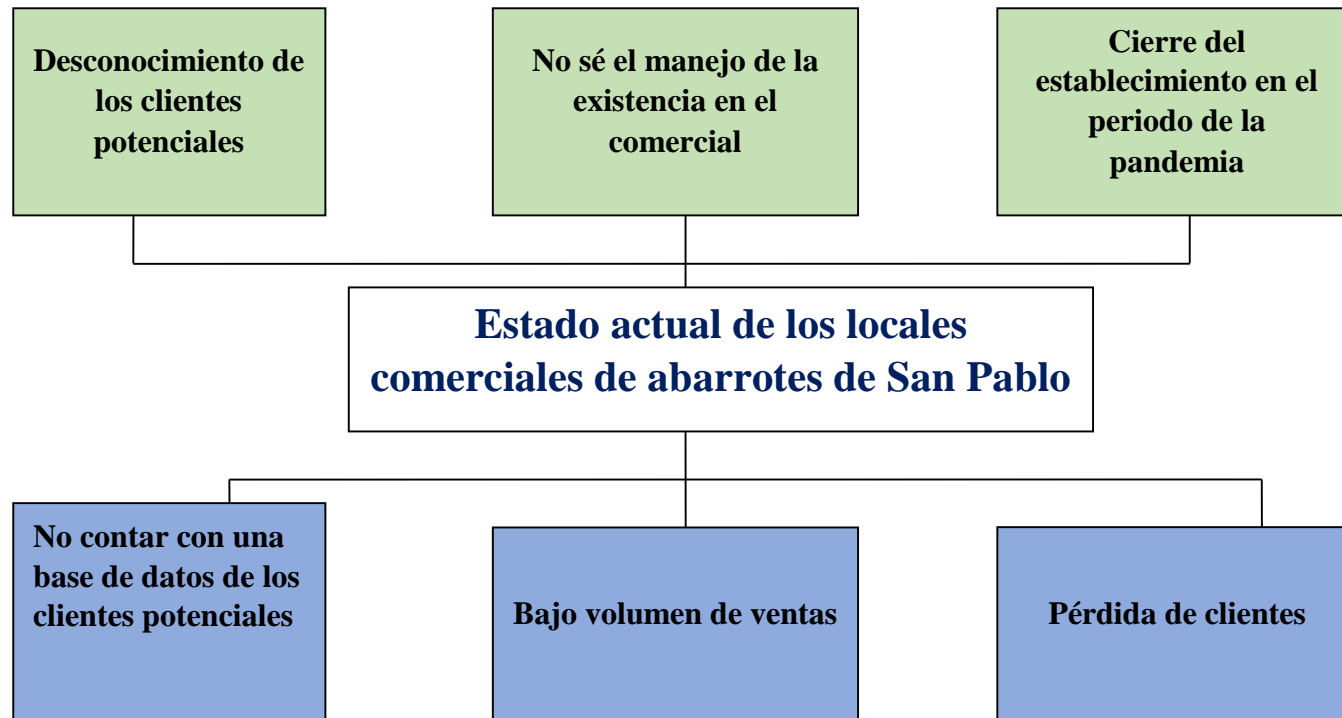 Desconocimiento de
los clientes
potenciales
No sé el manejo de la
existencia en el
comercial
Cierre del
establecimiento en el
periodo de la
pandemia
Estado actual de los locales
comerciales de abarrotes de San Pablo
No contar con una
base de datos de los
clientes potenciales
Bajo volumen de ventas
Pérdida de clientes